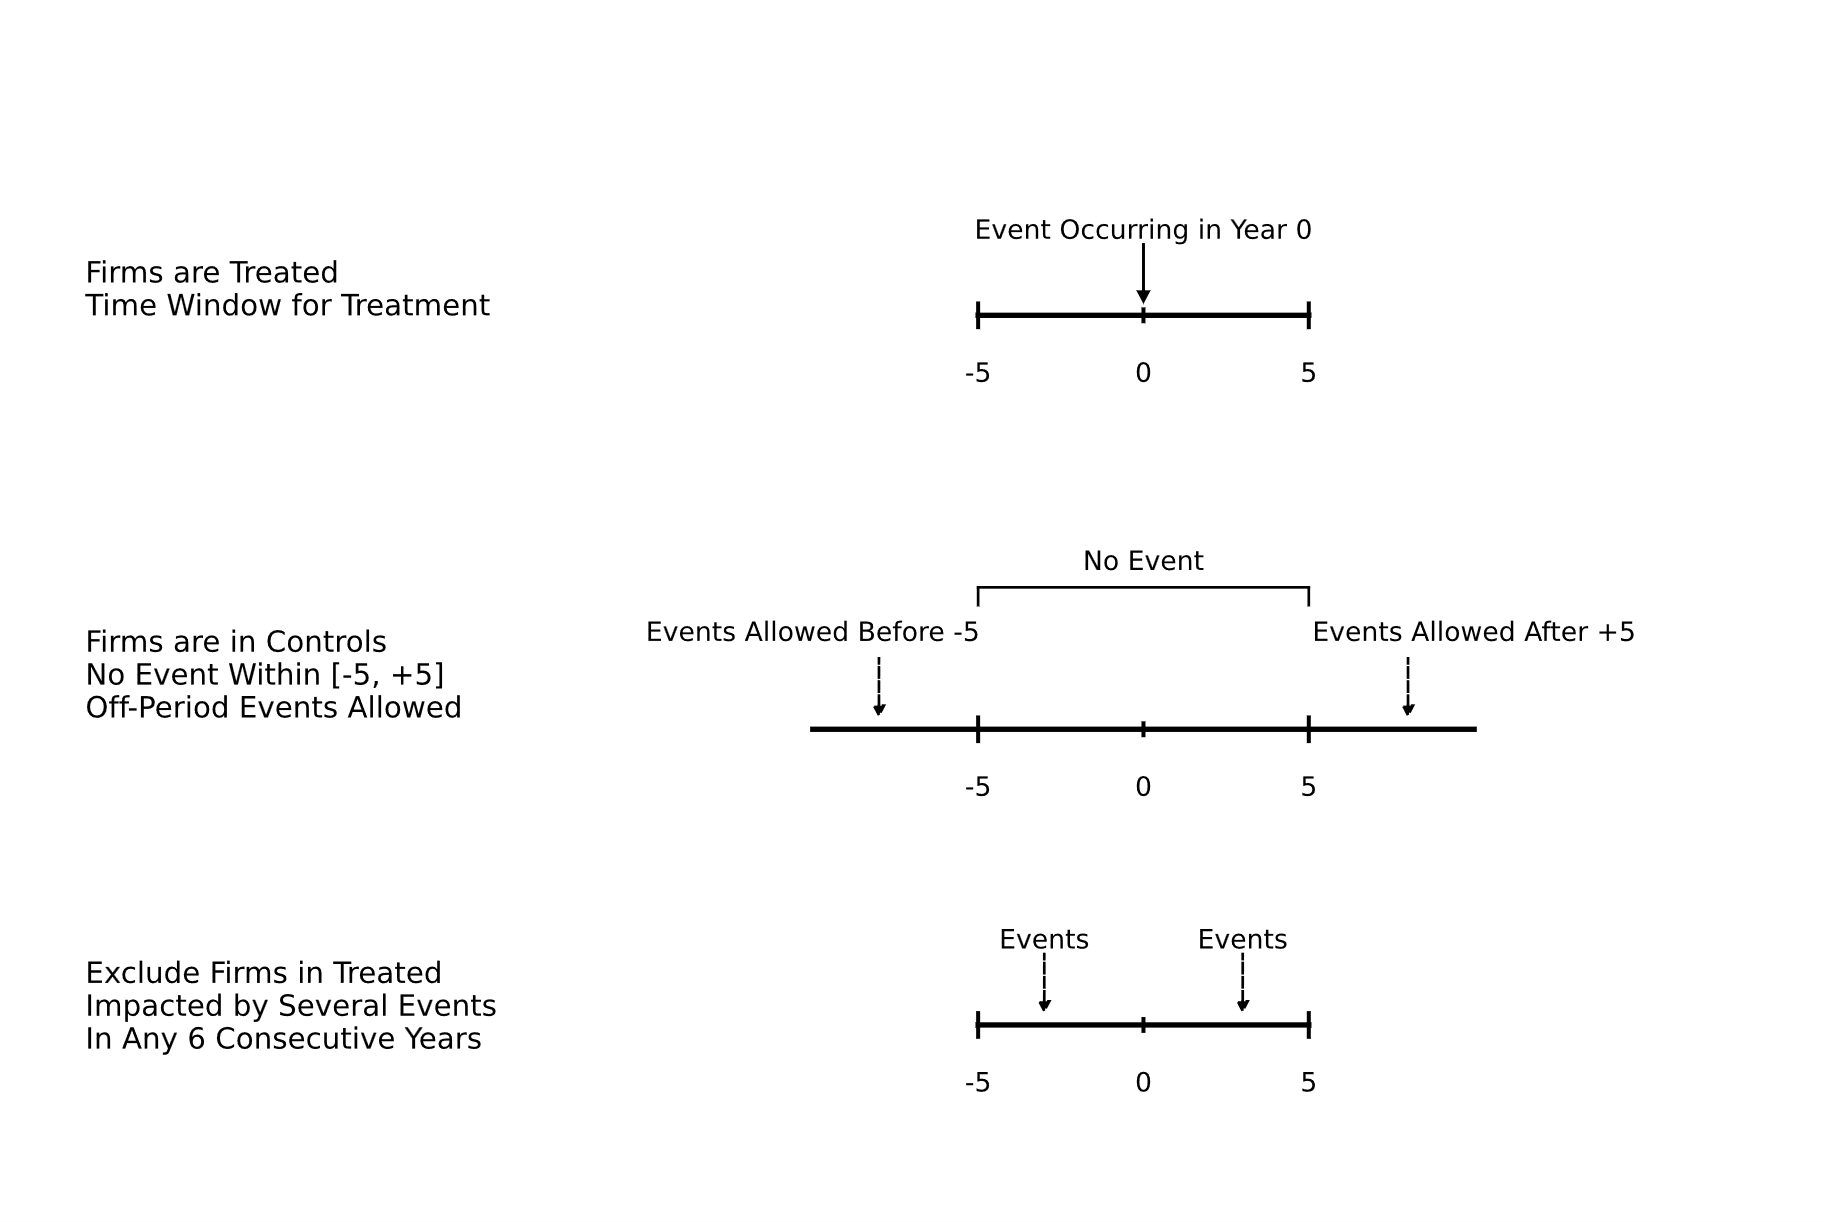 Event Occurring in Year 0
Firms are Treated
Time Window for Treatment
-5 0 5
No Event
Events Allowed Before -5 Events Allowed After +5
Firms are in Controls
No Event Within [-5, +5]
Off-Period Events Allowed
-5 0 5
Events Events
Exclude Firms in Treated
Impacted by Several Events
In Any 6 Consecutive Years
-5 0 5